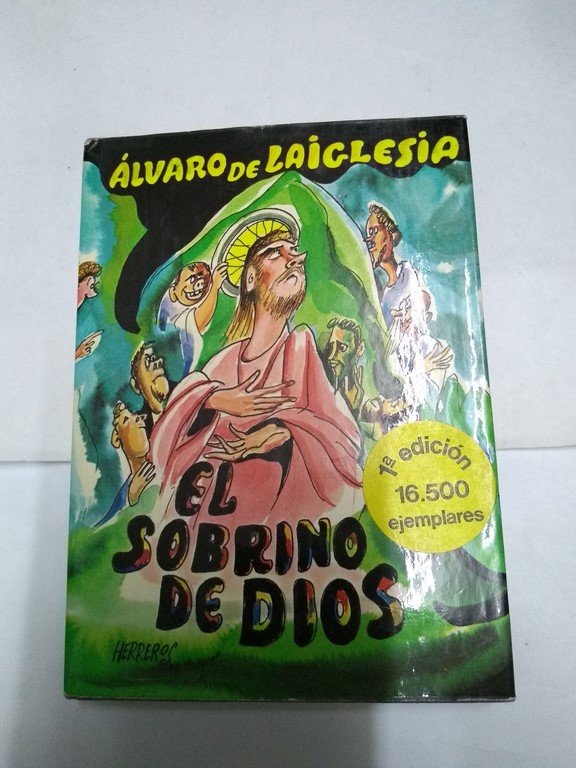 ÁLVARO DE LAIGLESIA
1ª edición
16.500
ejemplares
EL
SOBRINO
DE DIOS
HERREROS